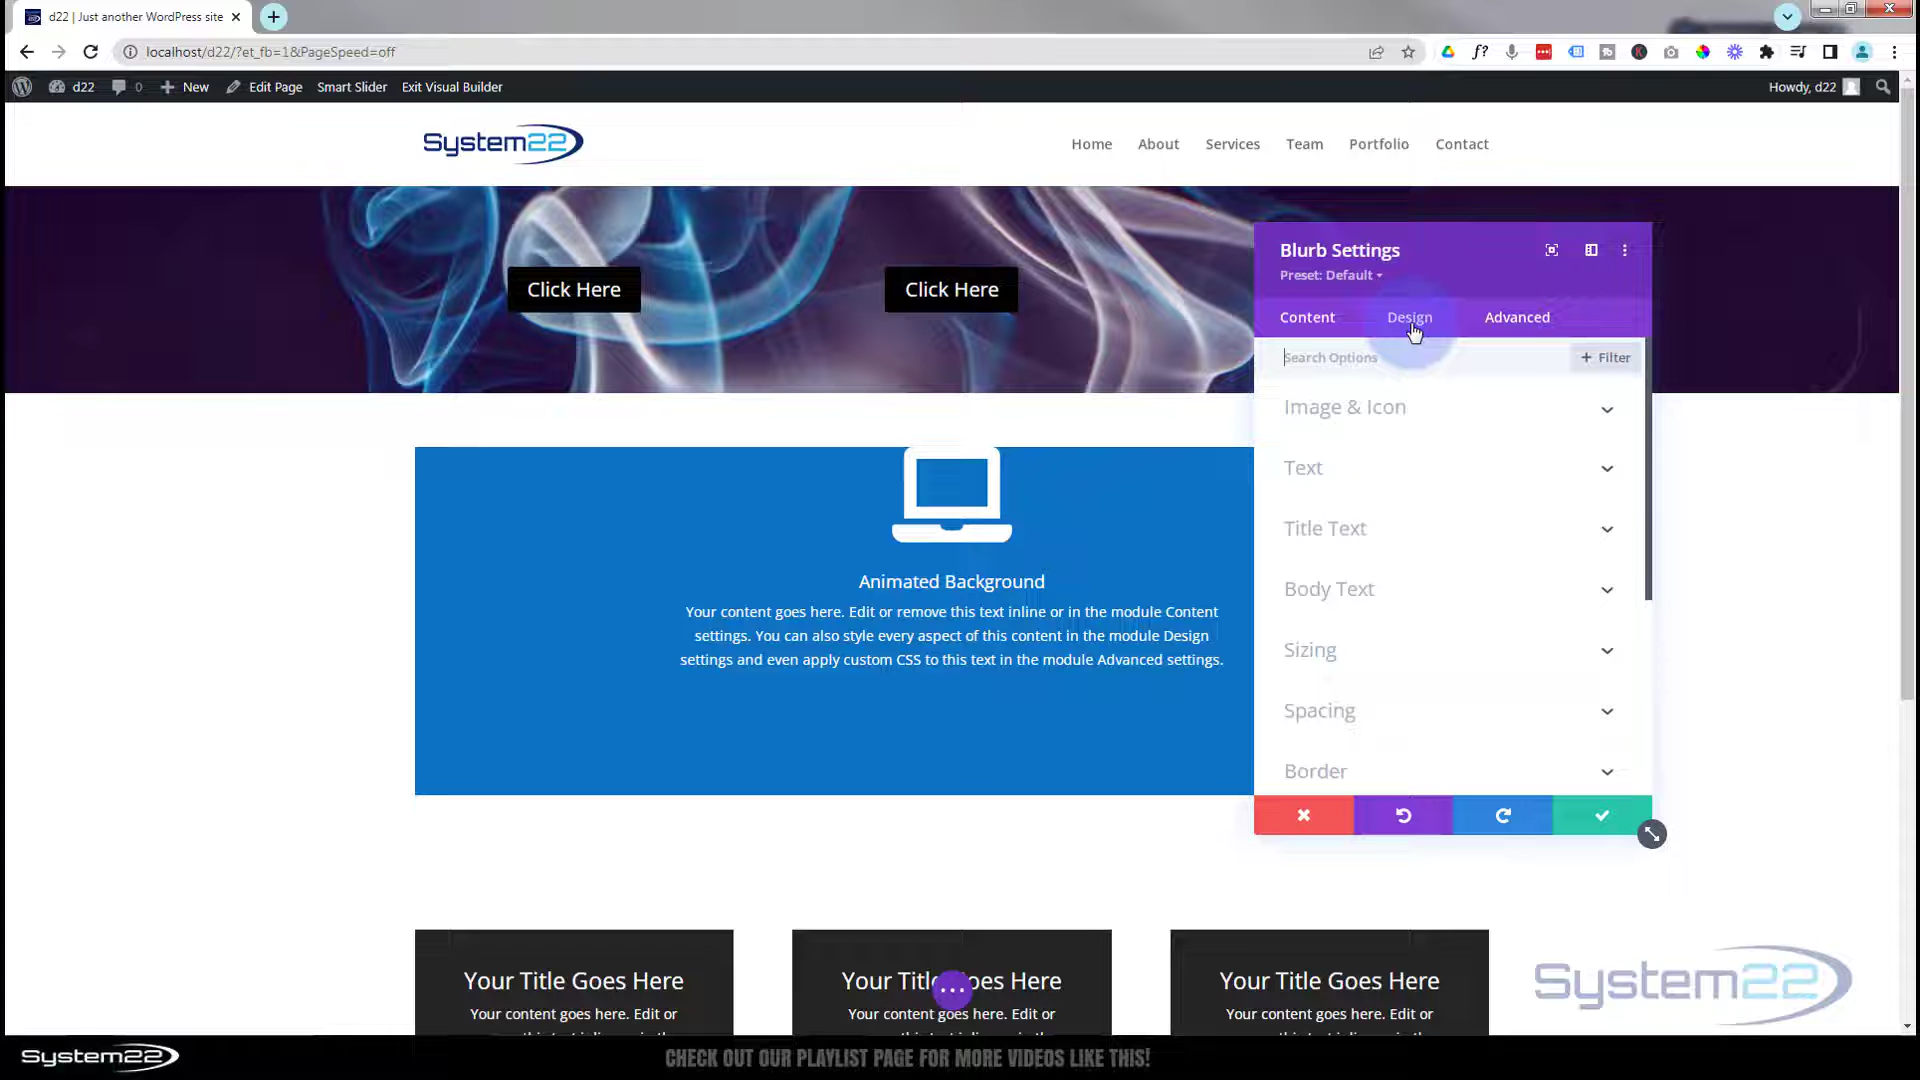 d22 | Just another WordPress site
localhost/d22/?et_fb=1&PageSpeed=off
d22 0 New Edit Page Smart Slider Exit Visual Builder Howdy, d22
System22
Home About Services Team Portfolio Contact
Click Here Click Here
Blurb Settings
Preset: Default
Content Design Advanced
Search Options + Filter
Image & Icon
Text
Title Text
Body Text
Sizing
Spacing
Border
Animated Background
Your content goes here. Edit or remove this text inline or in the module Content
settings. You can also style every aspect of this content in the module Design
settings and even apply custom CSS to this text in the module Advanced settings.
Your Title Goes Here Your Title Goes Here Your Title Goes Here
Your content goes here. Edit or Your content goes here. Edit or Your content goes here. Edit or
System22
System22
CHECK OUT OUR PLAYLIST PAGE FOR MORE VIDEOS LIKE THIS!